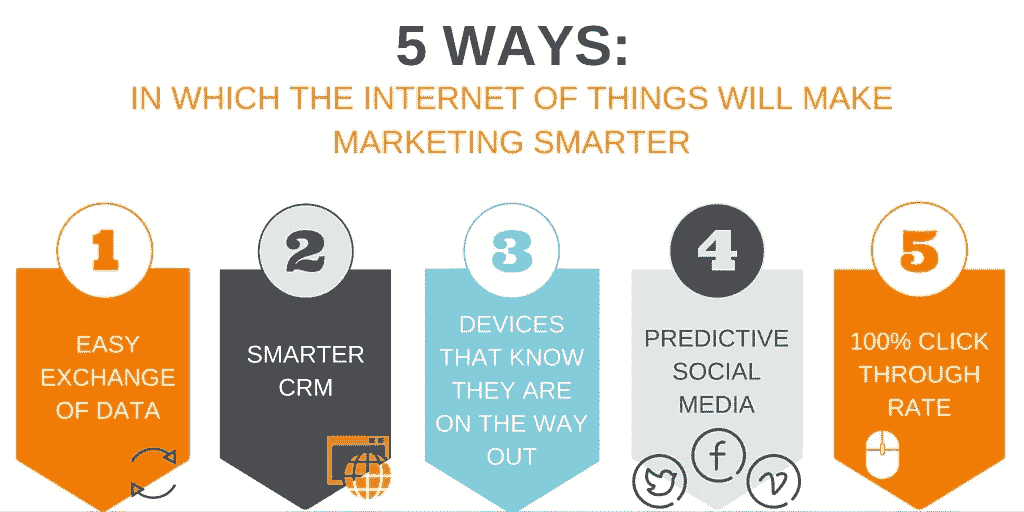 5 WAYS:
IN WHICH THE INTERNET OF THINGS WILL MAKE
MARKETING SMARTER
1
EASY
EXCHANGE
OF DATA
2
SMARTER
CRM
3
DEVICES
THAT KNOW
THEY ARE
ON THE WAY
OUT
4
PREDICTIVE
SOCIAL
MEDIA
5
100% CLICK
THROUGH
RATE